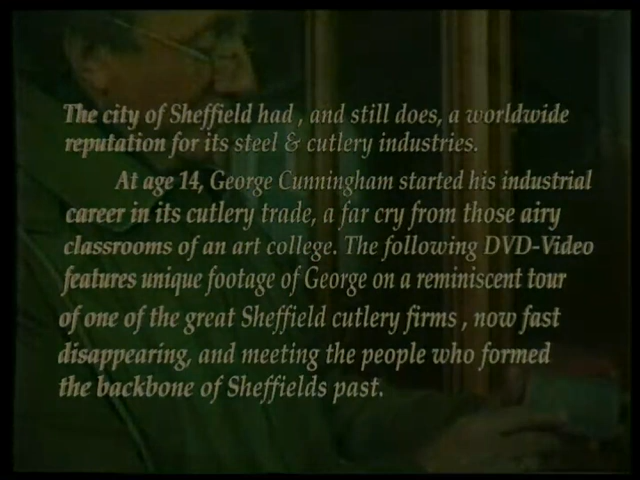 The city of Sheffield had , and still does, a worldwide
reputation for its steel & cutlery industries.
At age 14, George Cunningham started his industrial
career in its cutlery trade, a far cry from those airy
classrooms of an art college. The following DVD-Video
features unique footage of George on a reminiscent tour
of one of the great Sheffield cutlery firms , now fast
disappearing, and meeting the people who formed
the backbone of Sheffields past.